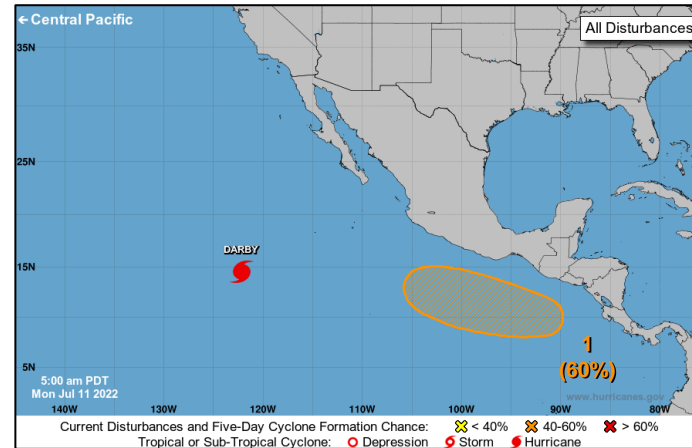 ← Central Pacific
All Disturbances
35N
25N
DARBY
15N
1
(60%)
5N
5:00 am PDT
Mon Jul 11 2022
www.hurricanes.gov
140W 130W 120W 110W 100W 90W 80W
Current Disturbances and Five-Day Cyclone Formation Chance: < 40% 40-60% > 60%
Tropical or Sub-Tropical Cyclone: Depression Storm Hurricane